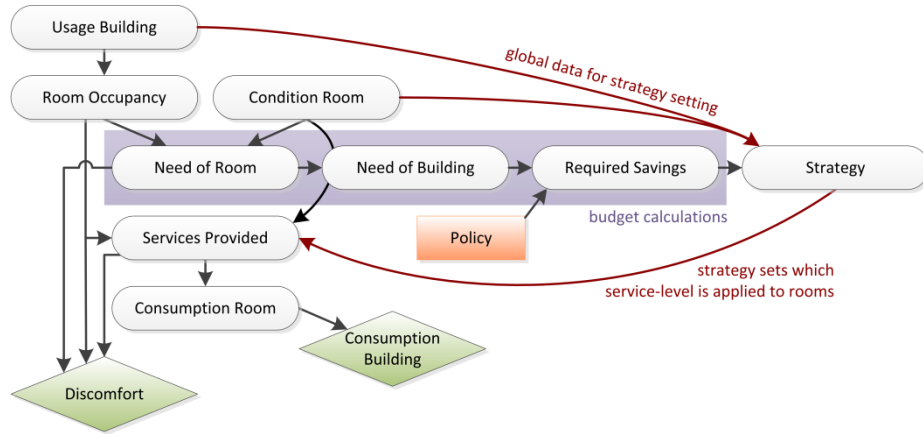 Usage Building
global data for strategy setting
Room Occupancy
Condition Room
Need of Room
Need of Building
Required Savings
Strategy
budget calculations
Policy
Services Provided
strategy sets which
service-level is applied to rooms
Consumption Room
Consumption
Building
Discomfort